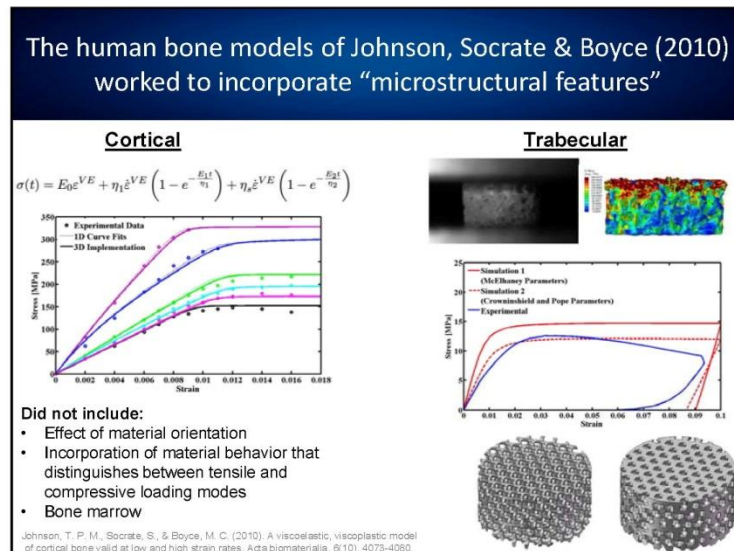 The human bone models of Johnson, Socrate & Boyce (2010)
worked to incorporate “microstructural features”
Cortical
σ(t) = E₀ε^{VE} + η₁ε̇^{VE} (1 − e^{−E₁t/η₁}) + ηₛε̇^{VE} (1 − e^{−E₂t/η₂})
350
300
250
200
150
100
50
0
Stress [MPa]
Experimental Data
1D Curve Fits
3D Implementation
0 0.002 0.004 0.006 0.008 0.01 0.012 0.014 0.016 0.018
Strain
Did not include:
• Effect of material orientation
• Incorporation of material behavior that
distinguishes between tensile and
compressive loading modes
• Bone marrow
Johnson, T. P. M., Socrate, S., & Boyce, M. C. (2010). A viscoelastic, viscoplastic model
of cortical bone valid at low and high strain rates. Acta biomaterialia, 6(10), 4073-4080.
Trabecular
25
20
15
10
5
0
Stress [MPa]
Simulation 1
(McElhaney Parameters)
Simulation 2
(Crowninshield and Pope Parameters)
Experimental
0 0.01 0.02 0.03 0.04 0.05 0.06 0.07 0.08 0.09 0.1
Strain